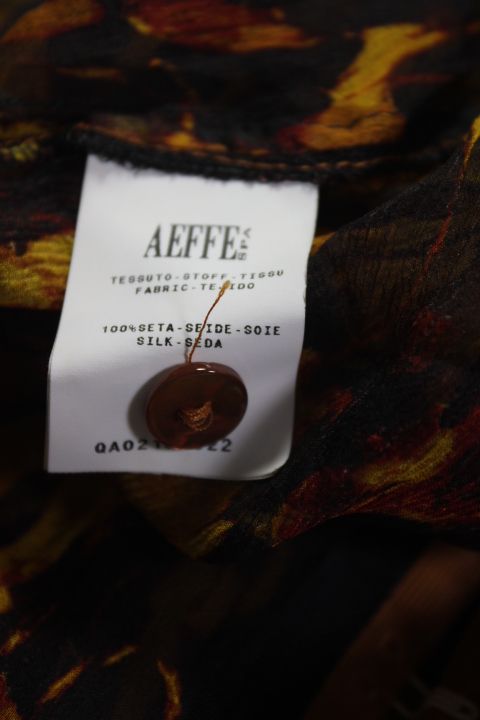 AEFFE SPA
TESSUTO-STOFF-TISSU
FABRIC-TEJIDO
100%SETA-SEIDE-SOIE
SILK-SEDA